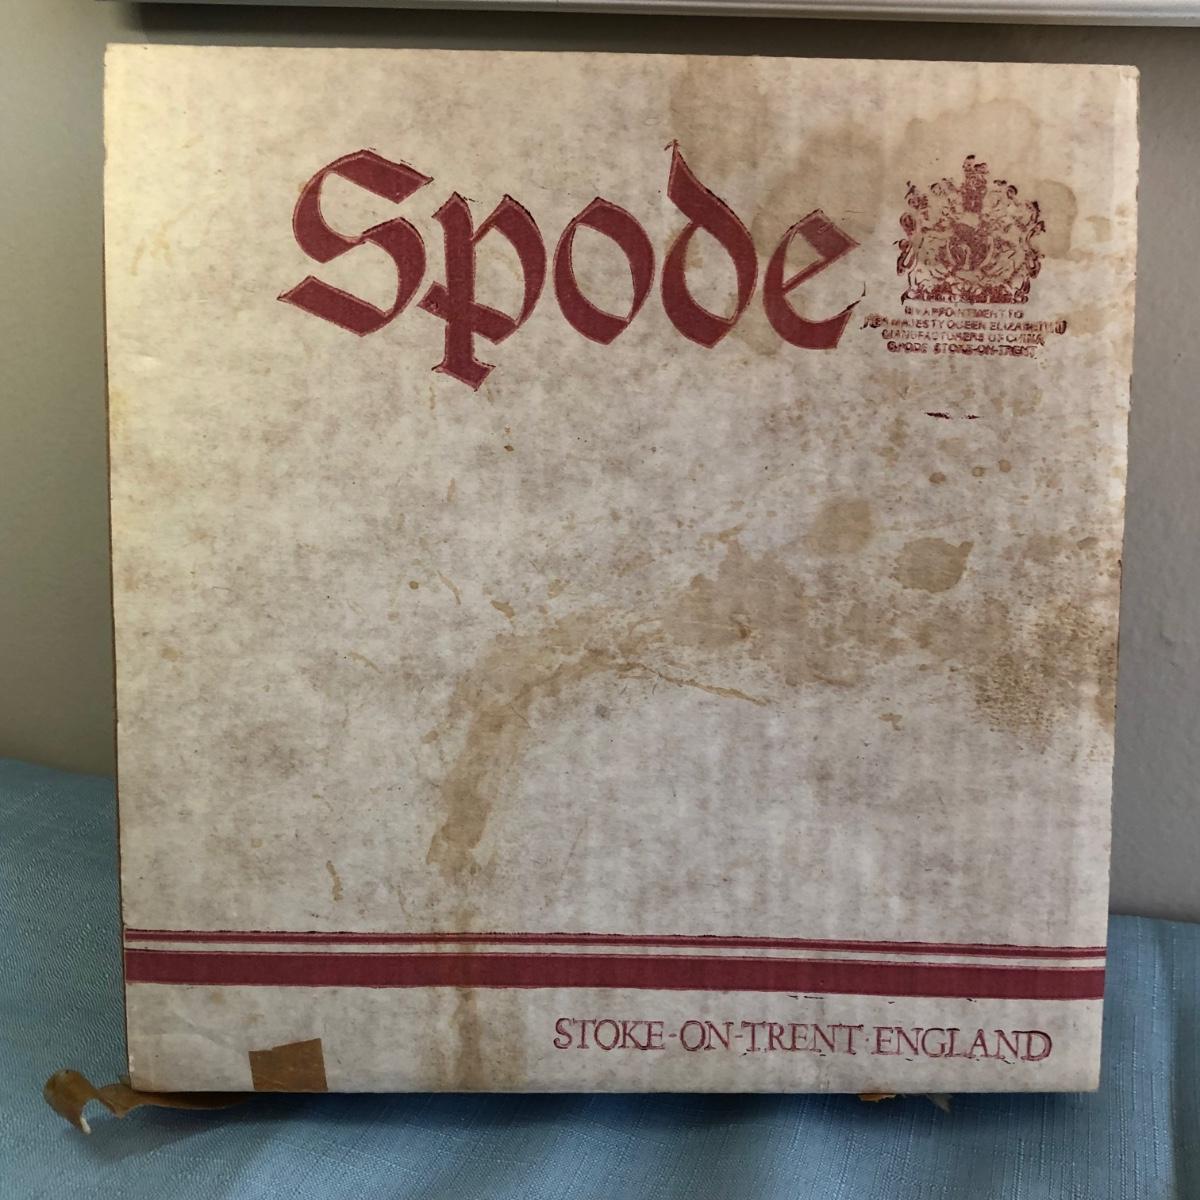 Spode
BY APPOINTMENT TO
HER MAJESTY QUEEN ELIZABETH II
MANUFACTURERS OF CHINA
SPODE STOKE-ON-TRENT
STOKE-ON-TRENT·ENGLAND